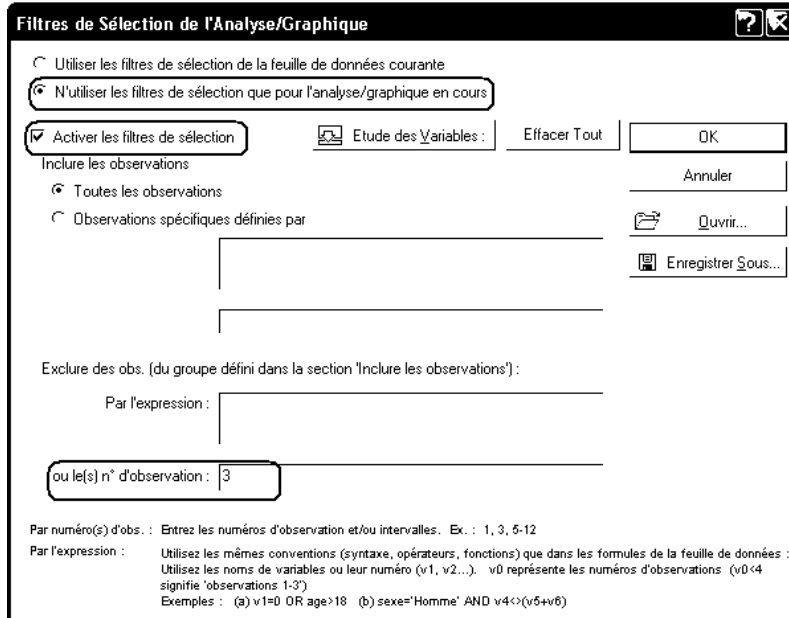 Filtres de Sélection de l'Analyse/Graphique
Utiliser les filtres de sélection de la feuille de données courante
N'utiliser les filtres de sélection que pour l'analyse/graphique en cours
Activer les filtres de sélection
Etude des Variables :
Effacer Tout
OK
Inclure les observations
Annuler
Toutes les observations
Observations spécifiques définies par
Ouvrir...
Enregistrer Sous...
Exclure des obs. (du groupe défini dans la section 'Inclure les observations') :
Par l'expression :
ou le(s) n° d'observation : 3
Par numéro(s) d'obs. : Entrez les numéros d'observation et/ou intervalles. Ex. : 1, 3, 5-12
Par l'expression : Utilisez les mêmes conventions (syntaxe, opérateurs, fonctions) que dans les formules de la feuille de données :
Utilisez les noms de variables ou leur numéro (v1, v2...). v0 représente les numéros d'observations (v0<4
signifie 'observations 1-3')
Exemples : (a) v1=0 OR age>18 (b) sexe='Homme' AND v4<>(v5+v6)